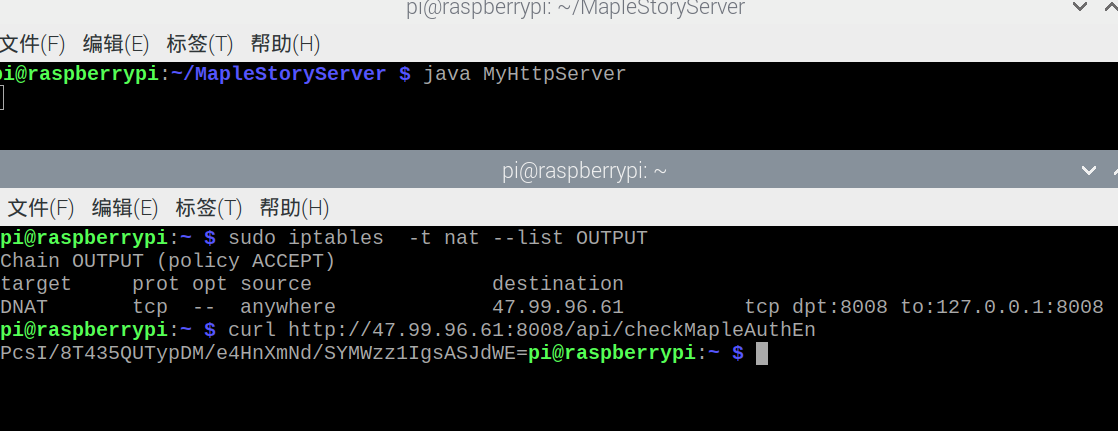 pi@raspberrypi: ~/MapleStoryServer
文件(F) 编辑(E) 标签(T) 帮助(H)
pi@raspberrypi:~/MapleStoryServer $ java MyHttpServer
pi@raspberrypi: ~
文件(F) 编辑(E) 标签(T) 帮助(H)
pi@raspberrypi:~ $ sudo iptables  -t nat --list OUTPUT
Chain OUTPUT (policy ACCEPT)
target     prot opt source               destination
DNAT       tcp  --  anywhere             47.99.96.61          tcp dpt:8008 to:127.0.0.1:8008
pi@raspberrypi:~ $ curl http://47.99.96.61:8008/api/checkMapleAuthEn
PcsI/8T435QUTypDM/e4HnXmNd/SYMWzz1IgsASJdWE=pi@raspberrypi:~ $